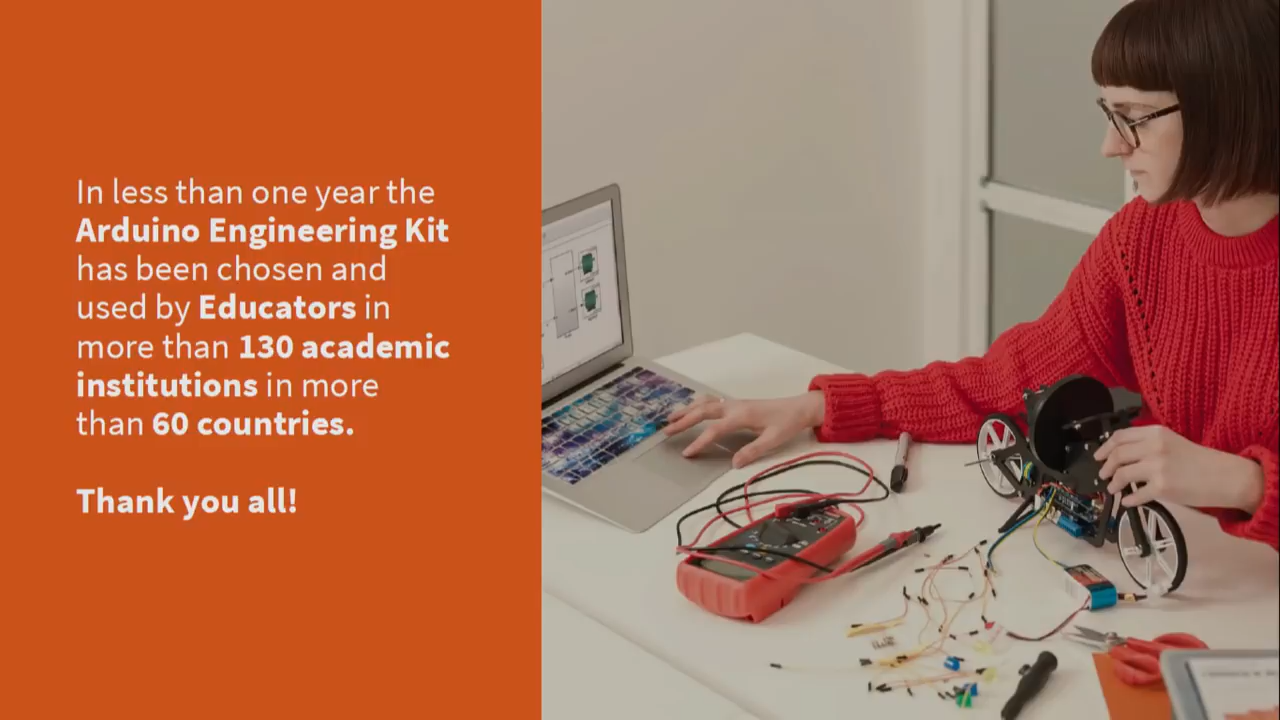 In less than one year the
Arduino Engineering Kit
has been chosen and
used by Educators in
more than 130 academic
institutions in more
than 60 countries.
Thank you all!